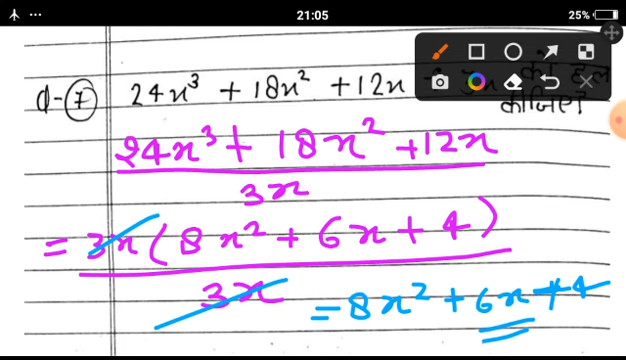 21:05 25%
Q-7 24x³ + 18x² + 12x को हल
कीजिए
24x³ + 18x² + 12x
3x
= 3x ( 8x² + 6x + 4 )
3x
= 8x² + 6x + 4